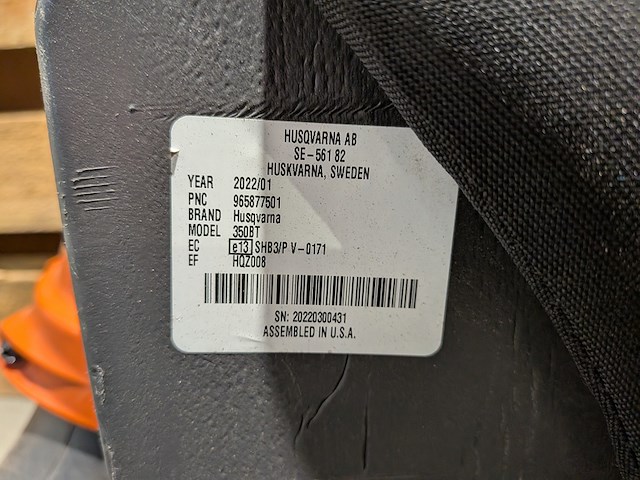 HUSQVARNA AB
SE-561 82
HUSKVARNA, SWEDEN
YEAR 2022/01
PNC 965877501
BRAND Husqvarna
MODEL 350BT
EC e13 SHB3/P V-0171
EF HQZ008
SN: 20220300431
ASSEMBLED IN U.S.A.